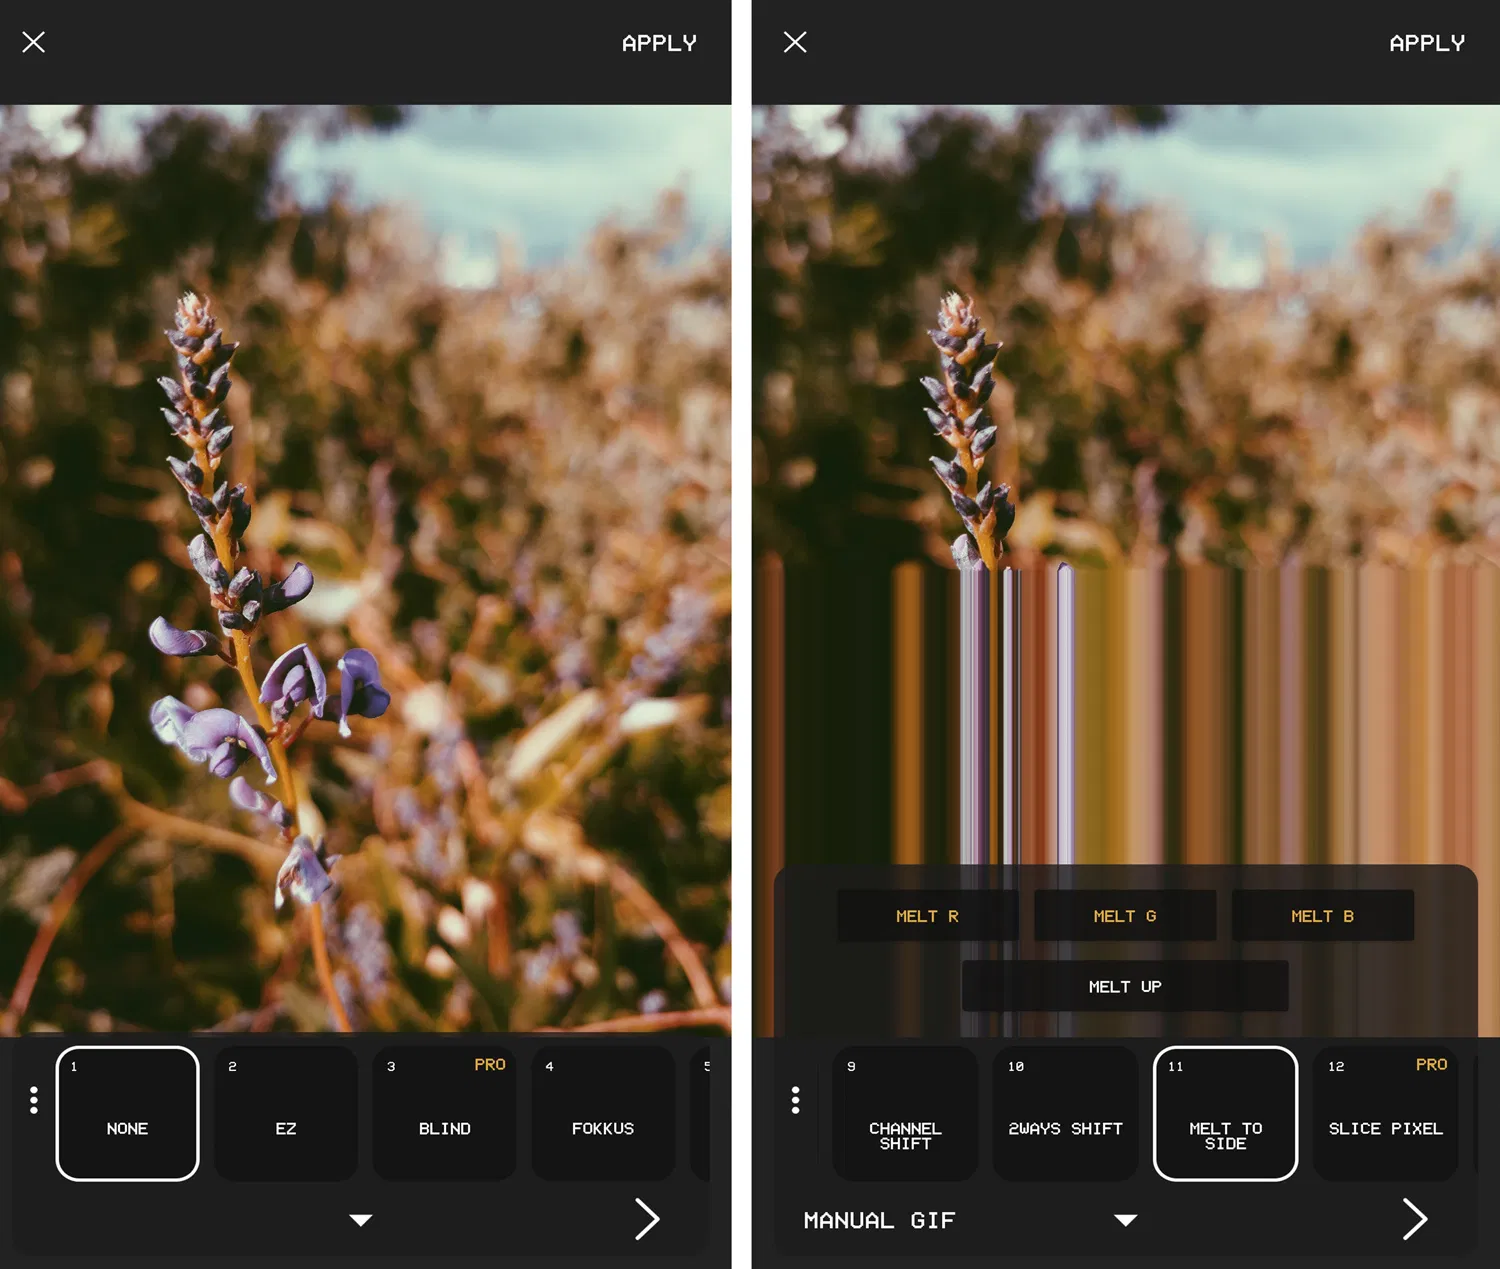 APPLY
1
NONE
2
EZ
3
PRO
BLIND
4
FOKKUS
5
APPLY
MELT R
MELT G
MELT B
MELT UP
9
CHANNEL
SHIFT
10
2WAYS SHIFT
11
MELT TO
SIDE
12
PRO
SLICE PIXEL
MANUAL GIF